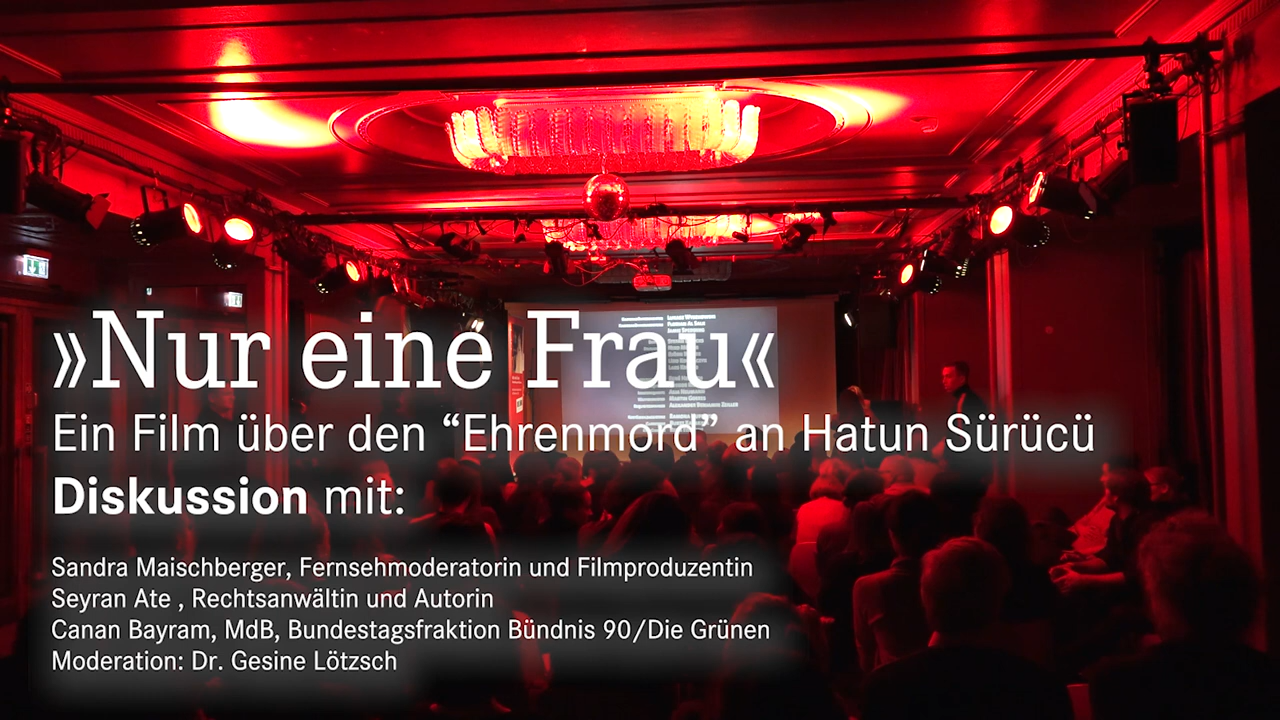 »Nur eine Frau«
Ein Film über den “Ehrenmord” an Hatun Sürücü
Diskussion mit:
Sandra Maischberger, Fernsehmoderatorin und Filmproduzentin
Seyran Ate , Rechtsanwältin und Autorin
Canan Bayram, MdB, Bundestagsfraktion Bündnis 90/Die Grünen
Moderation: Dr. Gesine Lötzsch